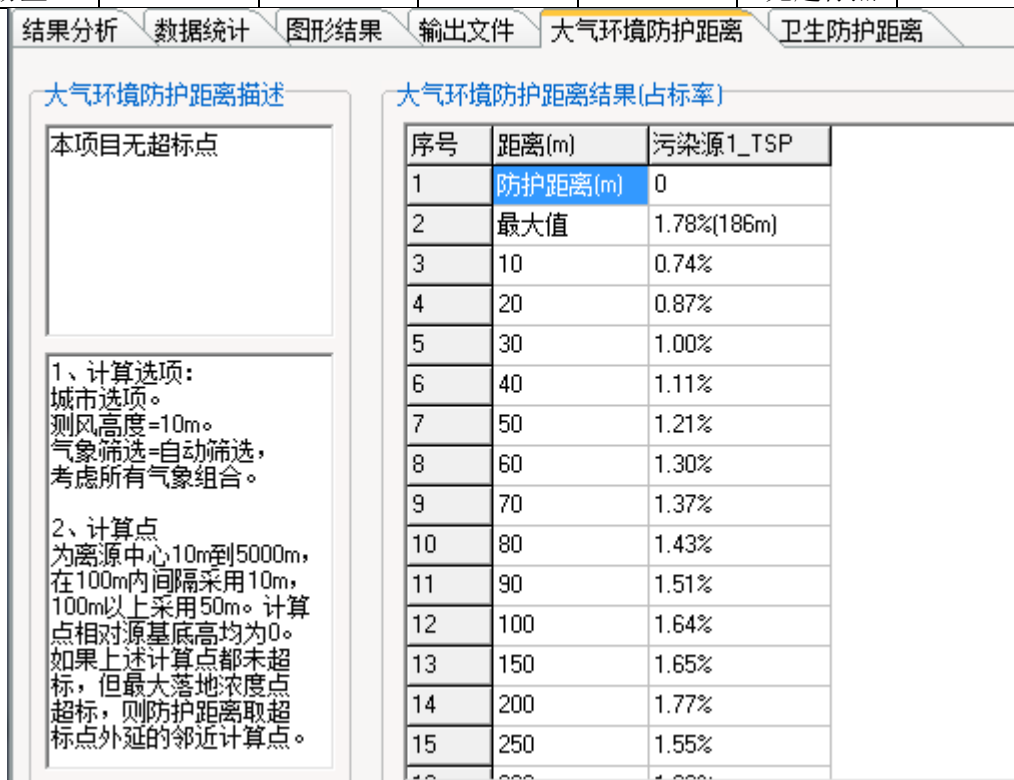 结果分析 数据统计 图形结果 输出文件 大气环境防护距离 卫生防护距离
大气环境防护距离描述
本项目无超标点
1、计算选项:
城市选项。
测风高度=10m。
气象筛选=自动筛选,
考虑所有气象组合。
2、计算点
为离源中心10m到5000m,
在100m内间隔采用10m,
100m以上采用50m。计算
点相对源基底高均为0。
如果上述计算点都未超
标,但最大落地浓度点
超标,则防护距离取超
标点外延的邻近计算点。
大气环境防护距离结果(占标率)
序号 距离(m) 污染源1_TSP
1 防护距离(m) 0
2 最大值 1.78%(186m)
3 10 0.74%
4 20 0.87%
5 30 1.00%
6 40 1.11%
7 50 1.21%
8 60 1.30%
9 70 1.37%
10 80 1.43%
11 90 1.51%
12 100 1.64%
13 150 1.65%
14 200 1.77%
15 250 1.55%